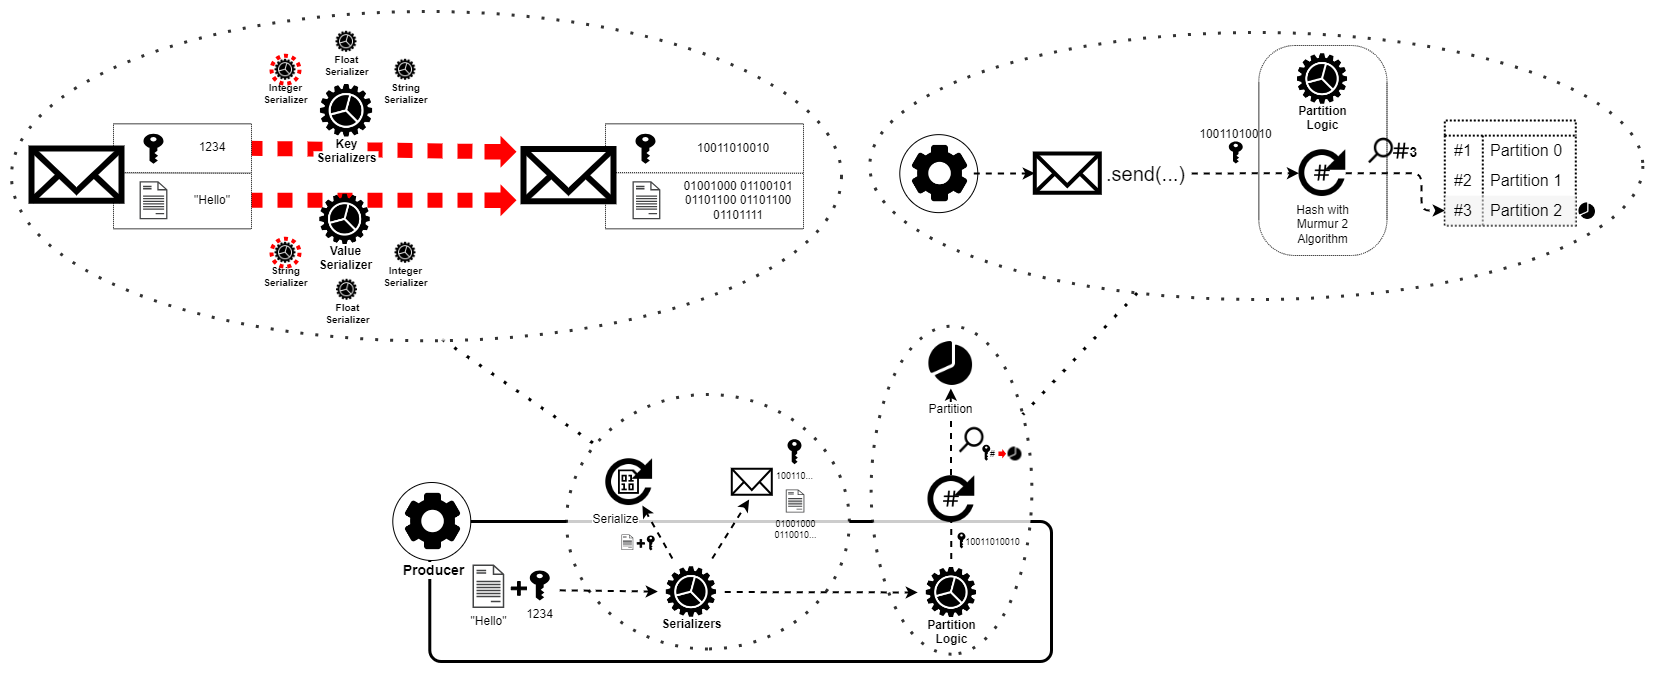 Float
Serializer
Integer
Serializer
String
Serializer
Key
Serializers
1234
"Hello"
10011010010
01001000 01100101
01101100 01101100
01101111
Value
Serializer
String
Serializer
Integer
Serializer
Float
Serializer
.send(...)
10011010010
Partition
Logic
#
Hash with
Murmur 2
Algorithm
#3
#1 Partition 0
#2 Partition 1
#3 Partition 2
Producer
"Hello"
1234
01
10
Serialize
Serializers
100110...
01001000
0110010...
Partition
#
#
10011010010
Partition
Logic